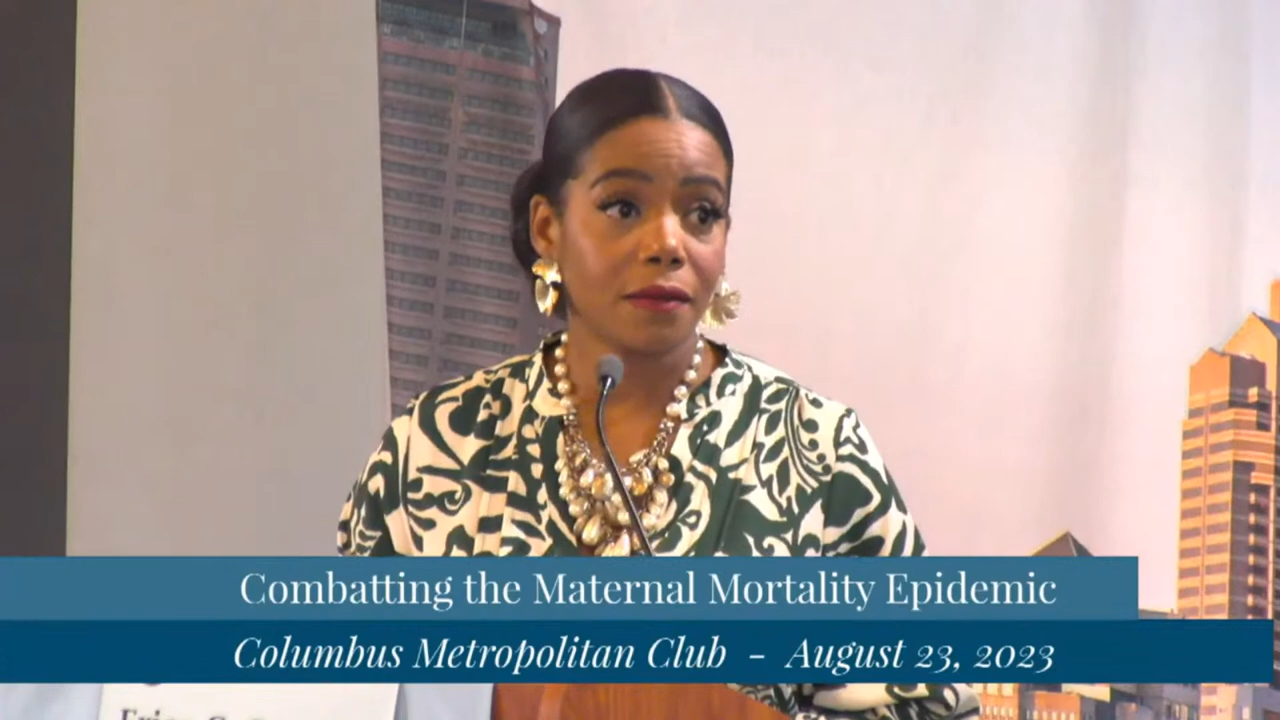 Combatting the Maternal Mortality Epidemic
Columbus Metropolitan Club - August 23, 2023